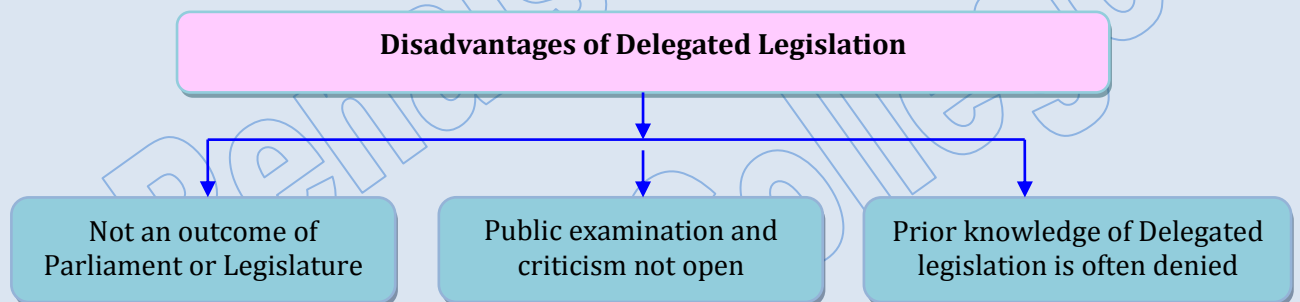 Disadvantages of Delegated Legislation
Not an outcome of
Parliament or Legislature
Public examination and
criticism not open
Prior knowledge of Delegated
legislation is often denied